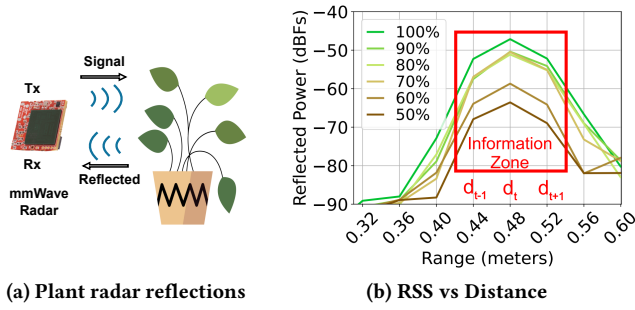 Signal
Tx
Rx
Reflected
mmWave
Radar
(a) Plant radar reflections
Reflected Power (dBFs)
−40
−50
−60
−70
−80
−90
100%
90%
80%
70%
60%
50%
Information
Zone
dt-1 dt dt+1
0.32 0.36 0.40 0.44 0.48 0.52 0.56 0.60
Range (meters)
(b) RSS vs Distance